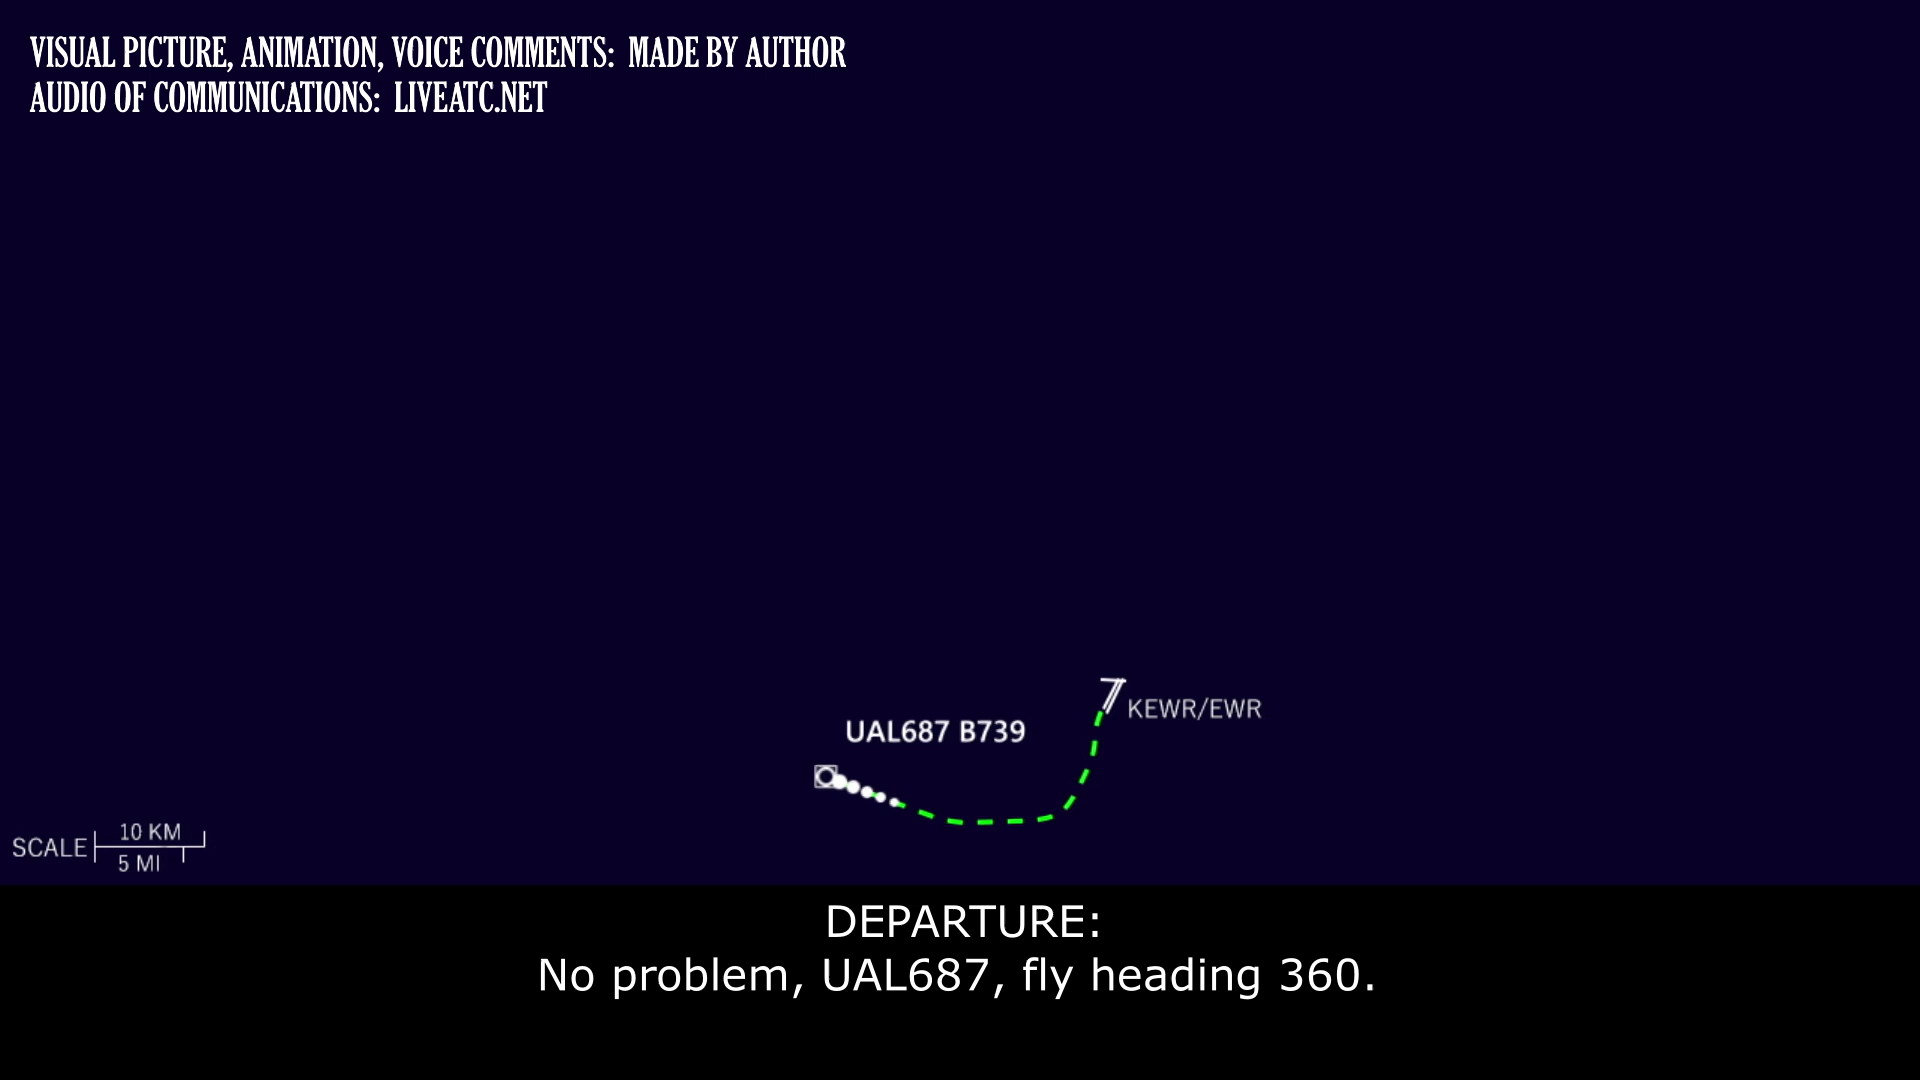 VISUAL PICTURE, ANIMATION, VOICE COMMENTS: MADE BY AUTHOR
AUDIO OF COMMUNICATIONS: LIVEATC.NET
KEWR/EWR
UAL687 B739
SCALE
10 KM
5 MI
DEPARTURE:
No problem, UAL687, fly heading 360.